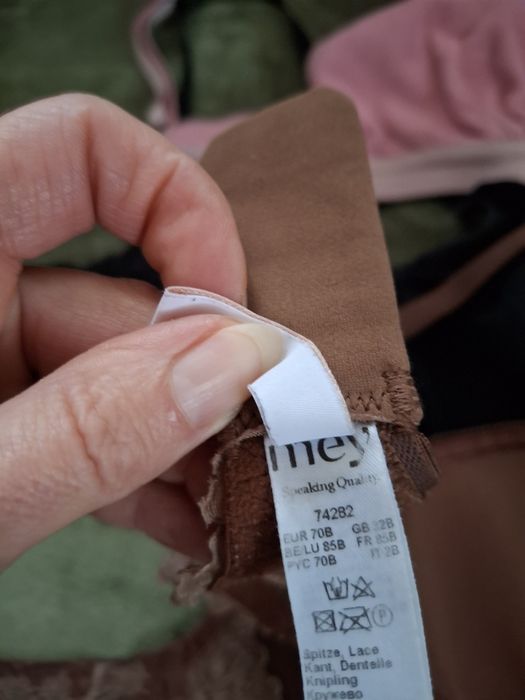 mey
Speaking Quality
74282
EUR 70B GB 32B
BE/LU 85B FR 85B
РУС 70B IT 2B
P
Spitze, Lace
Kant, Dentelle
Knipling
Кружево